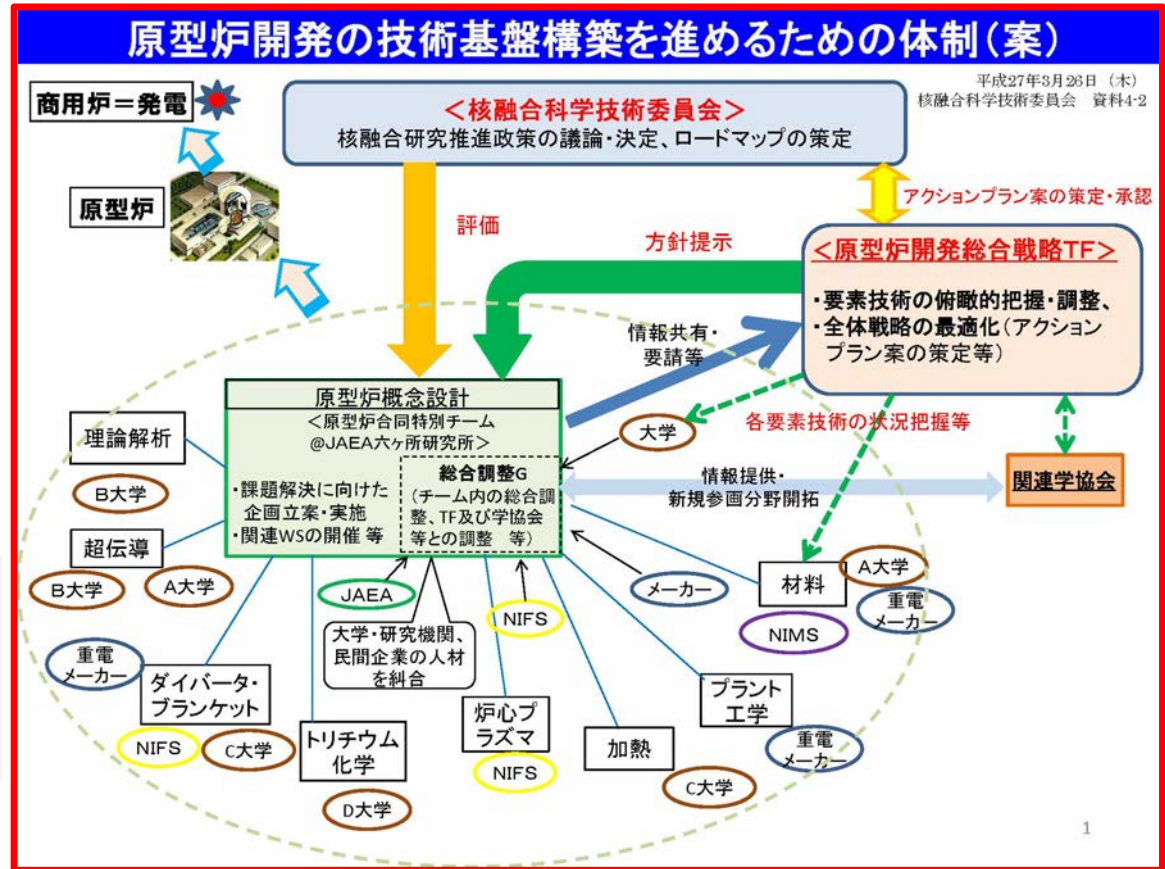 原型炉開発の技術基盤構築を進めるための体制(案)
平成27年3月26日 (木)
核融合科学技術委員会 資料4-2
商用炉=発電
<核融合科学技術委員会>
核融合研究推進政策の議論・決定、ロードマップの策定
原型炉
評価
アクションプラン案の策定・承認
方針提示
<原型炉開発総合戦略TF>
・要素技術の俯瞰的把握・調整、
・全体戦略の最適化(アクション
プラン案の策定等)
情報共有・
要請等
原型炉概念設計
<原型炉合同特別チーム
@JAEA六ヶ所研究所>
・課題解決に向けた
企画立案・実施
・関連WSの開催 等
総合調整G
(チーム内の総合調
整、TF及び学協会
等との調整 等)
大学
各要素技術の状況把握等
情報提供・
新規参画分野開拓
関連学協会
理論解析
B大学
超伝導
B大学
A大学
JAEA
NIFS
メーカー
材料
A大学
重電
メーカー
NIMS
大学・研究機関、
民間企業の人材
を糾合
重電
メーカー
ダイバータ・
ブランケット
NIFS
C大学
トリチウム
化学
D大学
炉心プ
ラズマ
NIFS
加熱
C大学
プラント
工学
重電
メーカー
1